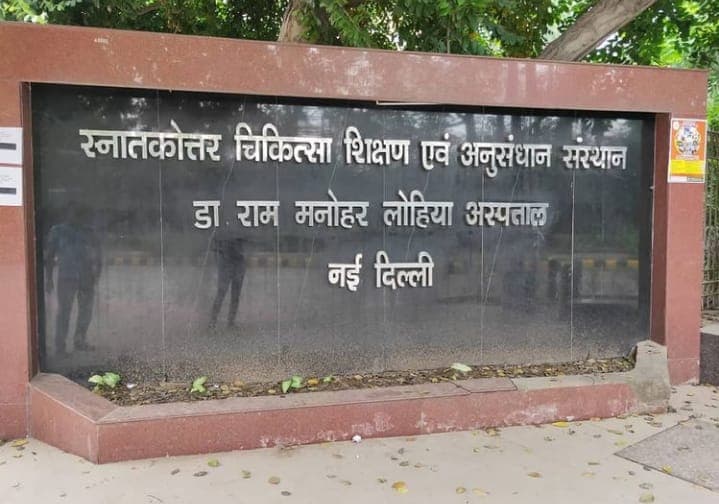 स्नातकोत्तर चिकित्सा शिक्षण एवं अनुसंधान संस्थान
डा राम मनोहर लोहिया अस्पताल
नई दिल्ली